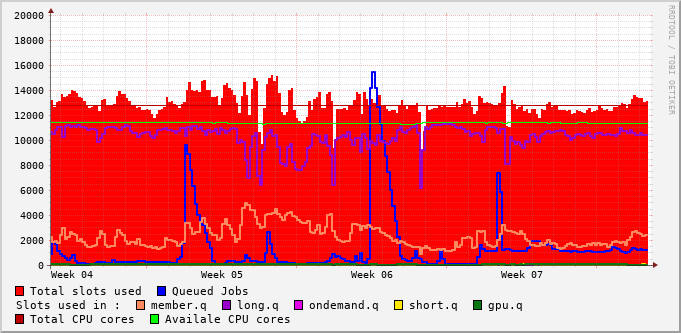 RRDTOOL / TOBI OETIKER
20000
18000
16000
14000
12000
10000
8000
6000
4000
2000
0
Week 04 Week 05 Week 06 Week 07
Total slots used Queued Jobs
Slots used in : member.q long.q ondemand.q short.q gpu.q
Total CPU cores Availale CPU cores